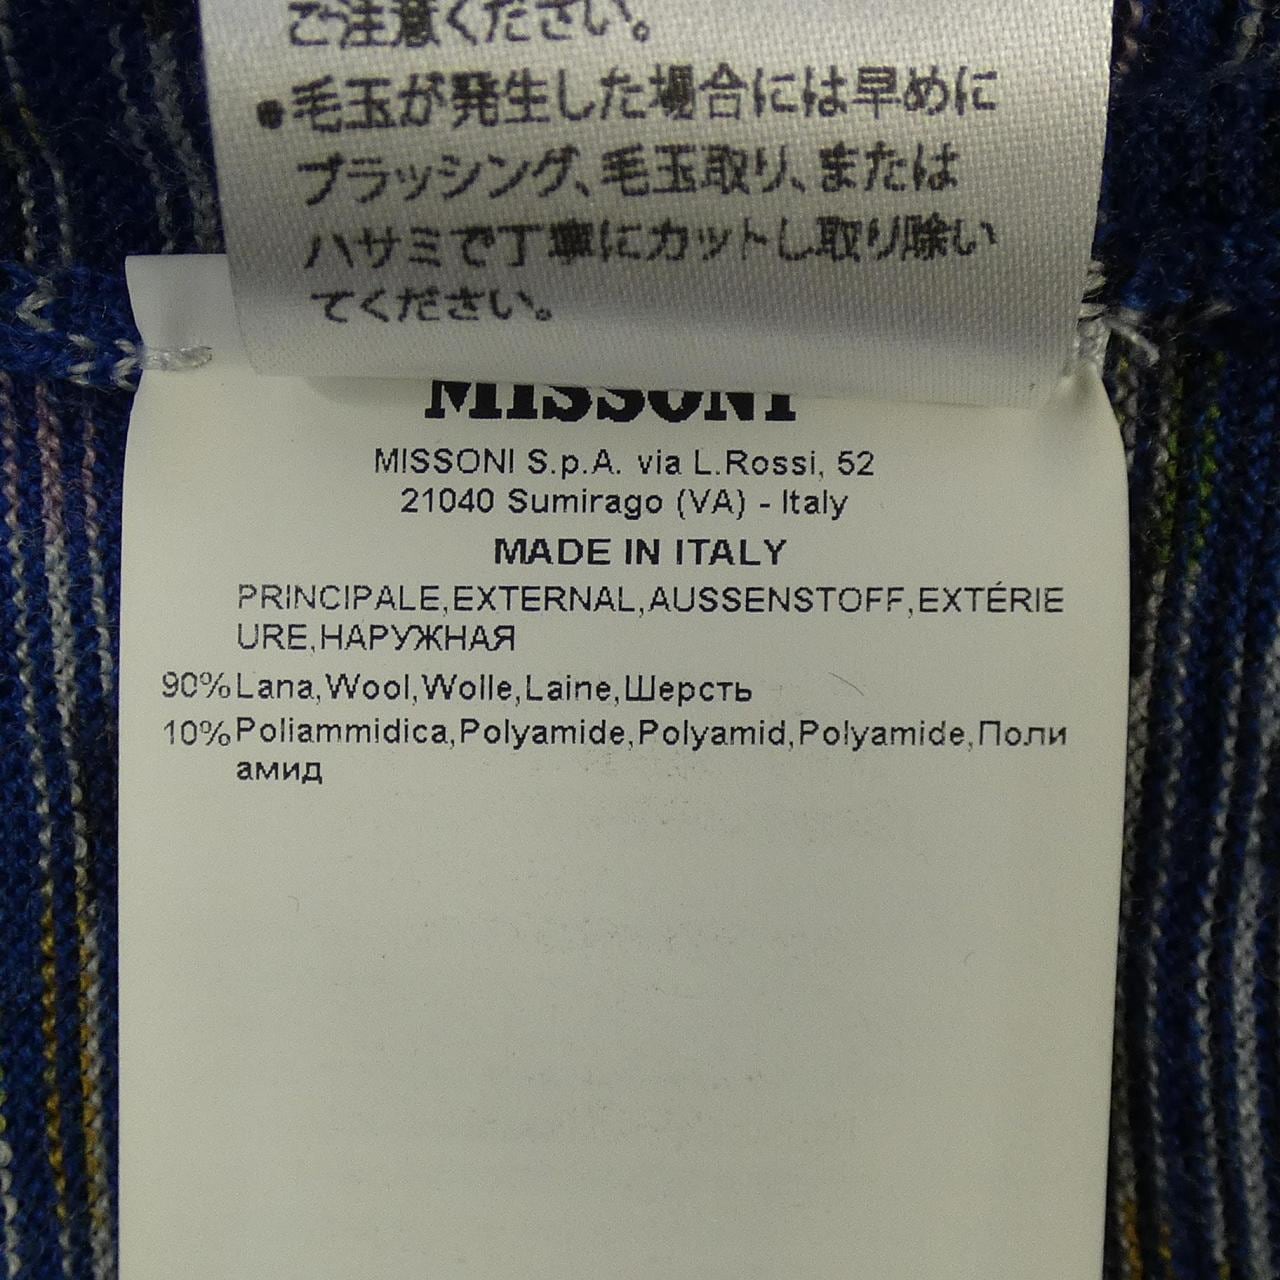 ご注意ください。
●毛玉が発生した場合には早めに
ブラッシング、毛玉取り、または
ハサミで丁寧にカットし取り除い
てください。
MISSONI
MISSONI S.p.A. via L.Rossi, 52
21040 Sumirago (VA) - Italy
MADE IN ITALY
PRINCIPALE,EXTERNAL,AUSSENSTOFF,EXTÉRIE
URE,НАРУЖНАЯ
90% Lana,Wool,Wolle,Laine,Шерсть
10% Poliammidica,Polyamide,Polyamid,Polyamide,Поли
амид